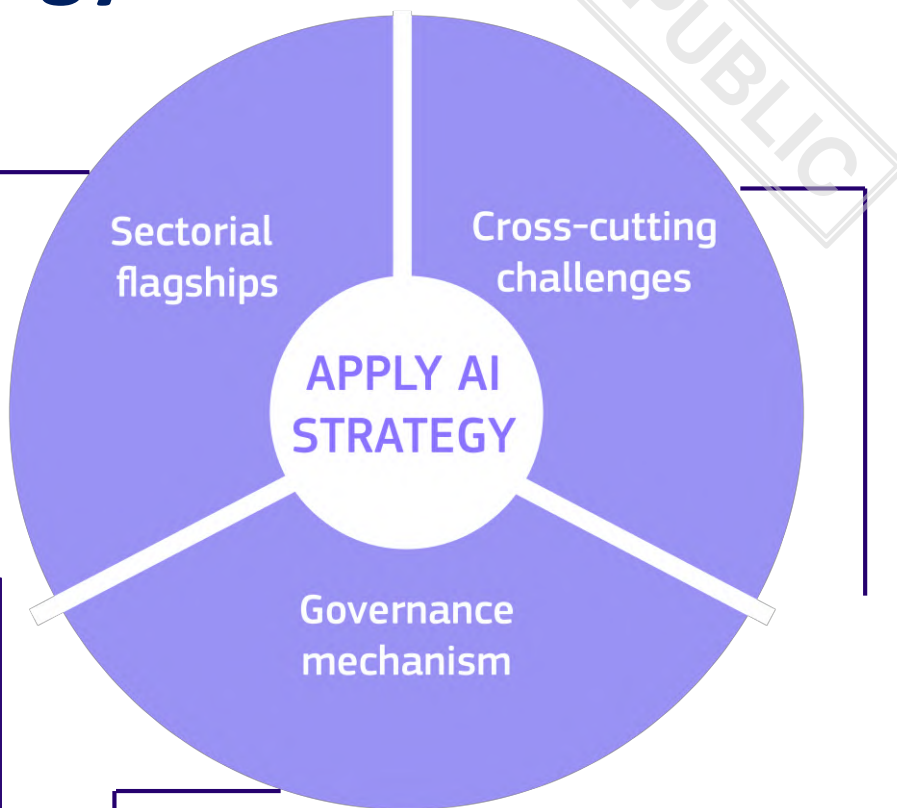 PUBLIC
Sectorial
flagships
Cross-cutting
challenges
APPLY AI
STRATEGY
Governance
mechanism